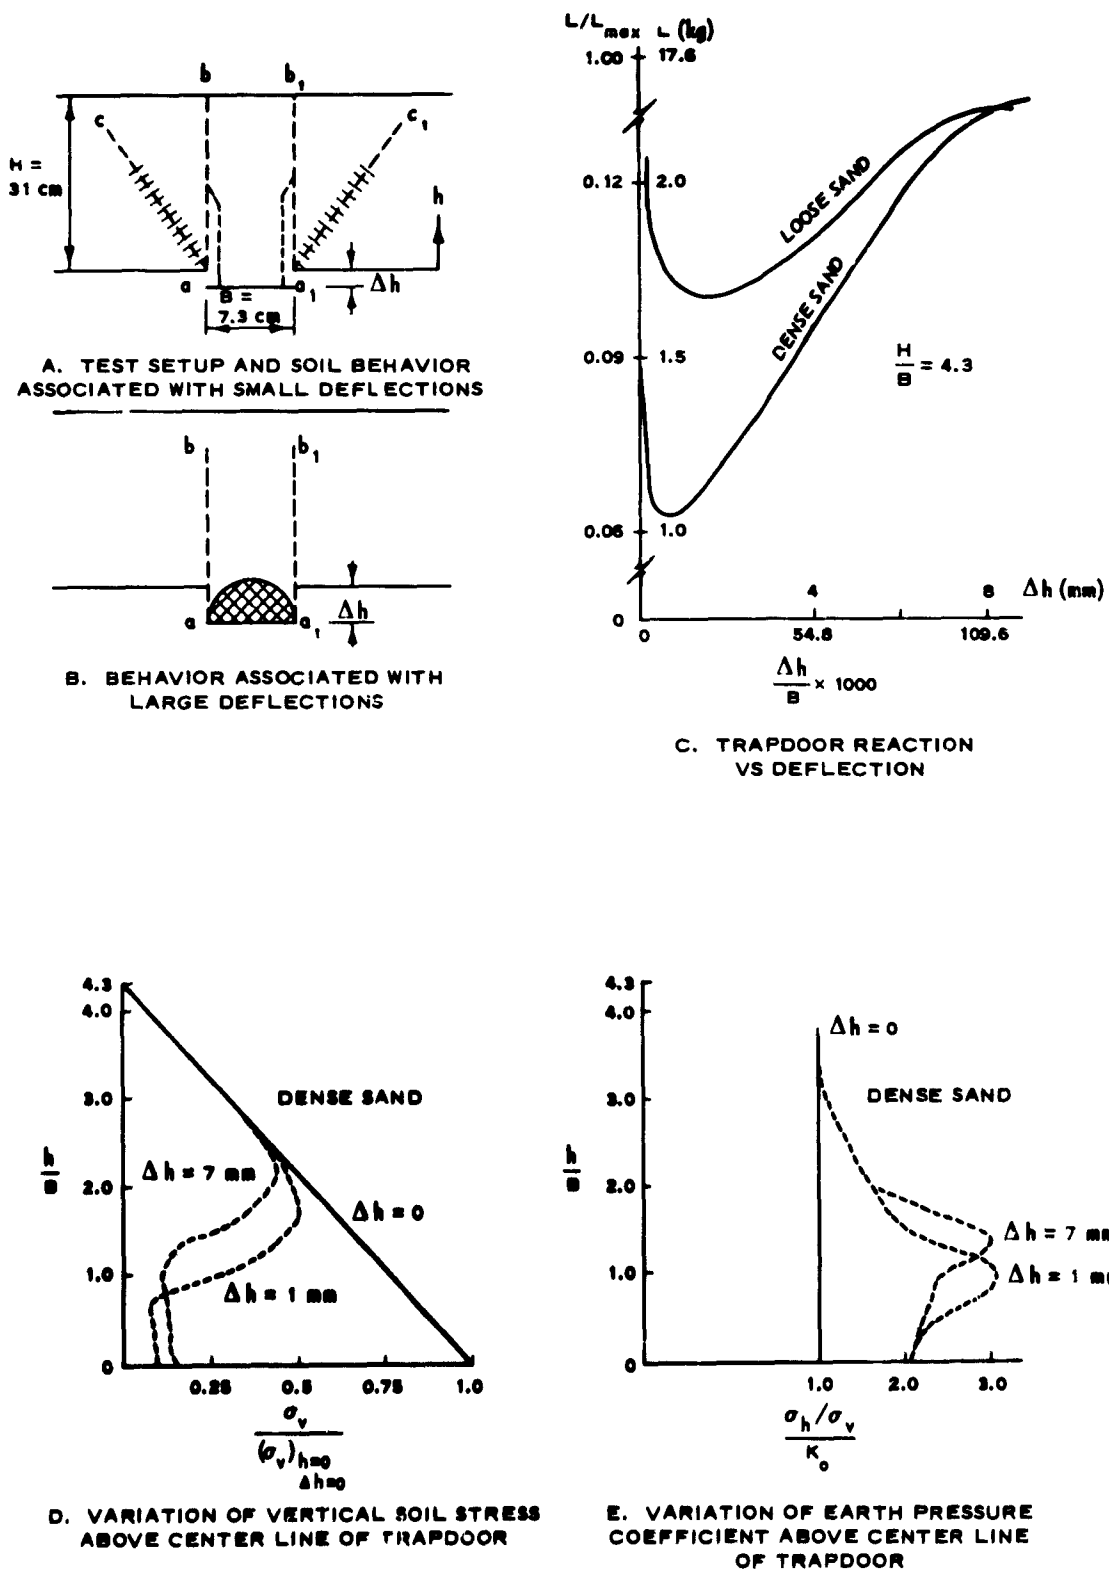 b b₁
c c₁
H =
31 cm
h
a a₁ Δh
B =
7.3 cm
A. TEST SETUP AND SOIL BEHAVIOR
ASSOCIATED WITH SMALL DEFLECTIONS
b b₁
a a₁ Δh
B. BEHAVIOR ASSOCIATED WITH
LARGE DEFLECTIONS
L/Lmax L (kg)
1.00 17.6
0.12 2.0
LOOSE SAND
DENSE SAND
0.09 1.5
H/B = 4.3
0.06 1.0
4 8 Δh (mm)
0
0 54.8 109.6
Δh/B × 1000
C. TRAPDOOR REACTION
VS DEFLECTION
4.3
4.0
3.0
DENSE SAND
h/B
Δh = 7 mm
2.0
Δh = 0
1.0
Δh = 1 mm
0
0.25 0.5 0.75 1.0
σv
(σv)h=0
Δh=0
D. VARIATION OF VERTICAL SOIL STRESS
ABOVE CENTER LINE OF TRAPDOOR
4.3
4.0
Δh = 0
3.0
DENSE SAND
h/B
2.0
Δh = 7 mm
1.0
Δh = 1 mm
0
1.0 2.0 3.0
σh/σv
Ko
E. VARIATION OF EARTH PRESSURE
COEFFICIENT ABOVE CENTER LINE
OF TRAPDOOR